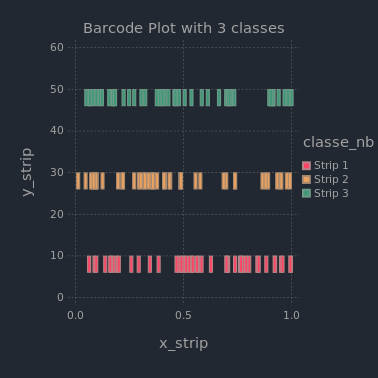 Barcode Plot with 3 classes
60
50
40
30
20
10
0
y_strip
0.0
0.5
1.0
x_strip
classe_nb
Strip 1
Strip 2
Strip 3